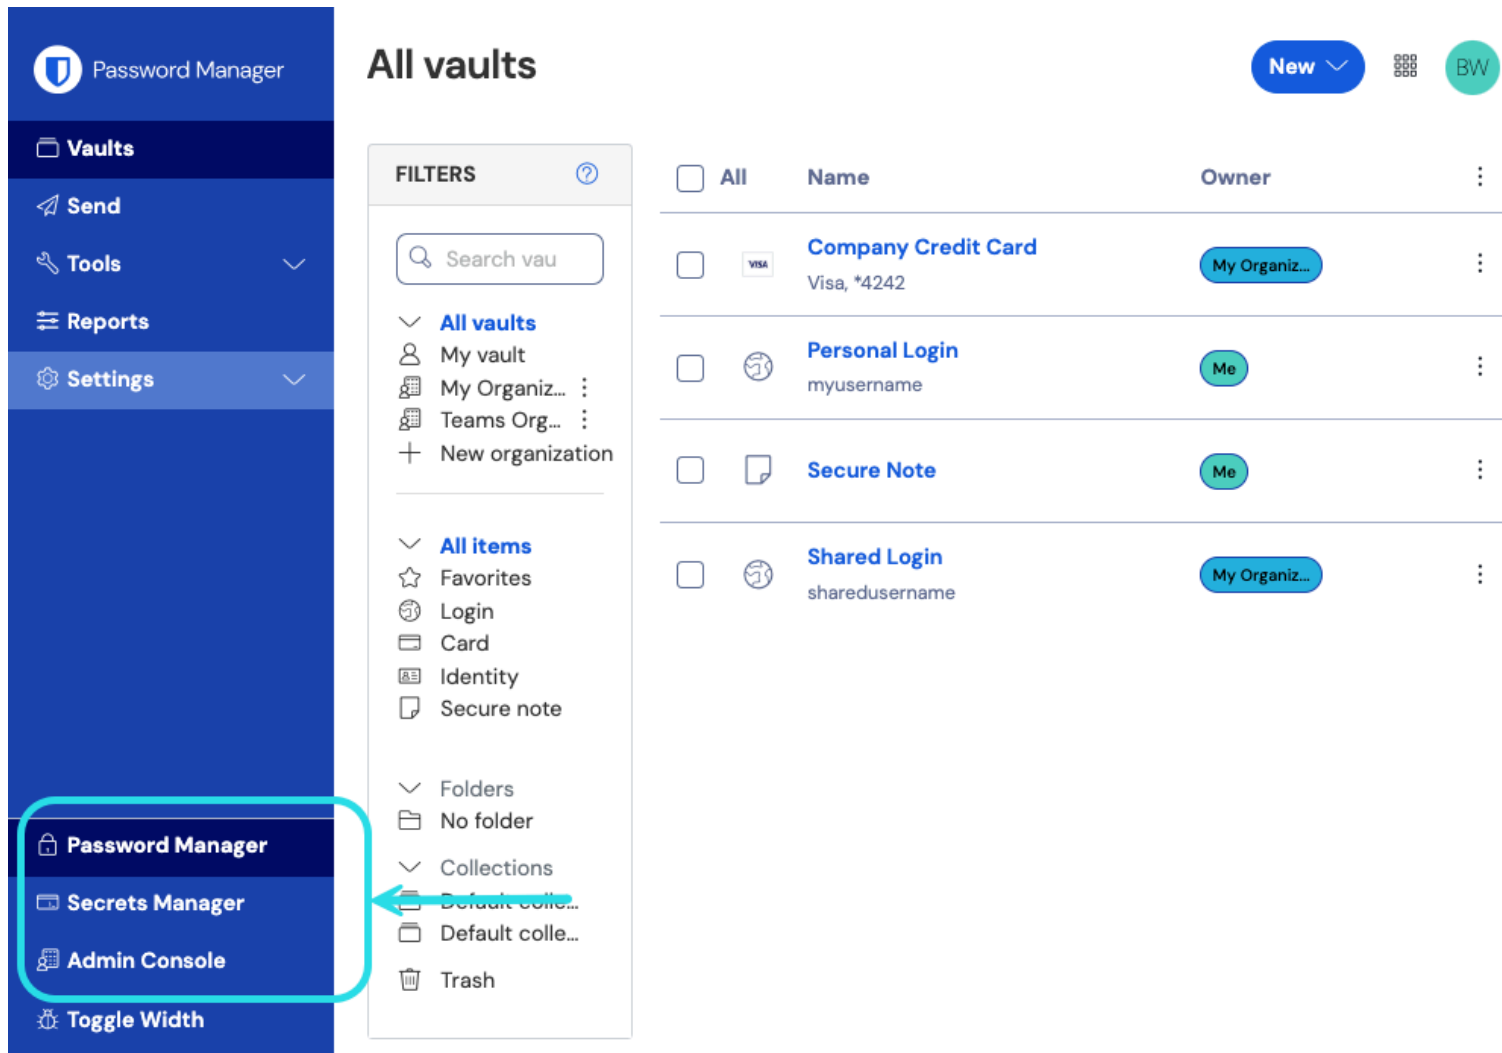 Password Manager
Vaults
Send
Tools
Reports
Settings
Password Manager
Secrets Manager
Admin Console
Toggle Width
All vaults
New
BW
FILTERS
Search vau
All vaults
My vault
My Organiz...
Teams Org...
New organization
All items
Favorites
Login
Card
Identity
Secure note
Folders
No folder
Collections
Default colle...
Default colle...
Trash
All Name Owner
VISA
Company Credit Card
Visa, *4242
My Organiz...
Personal Login
myusername
Me
Secure Note
Me
Shared Login
sharedusername
My Organiz...